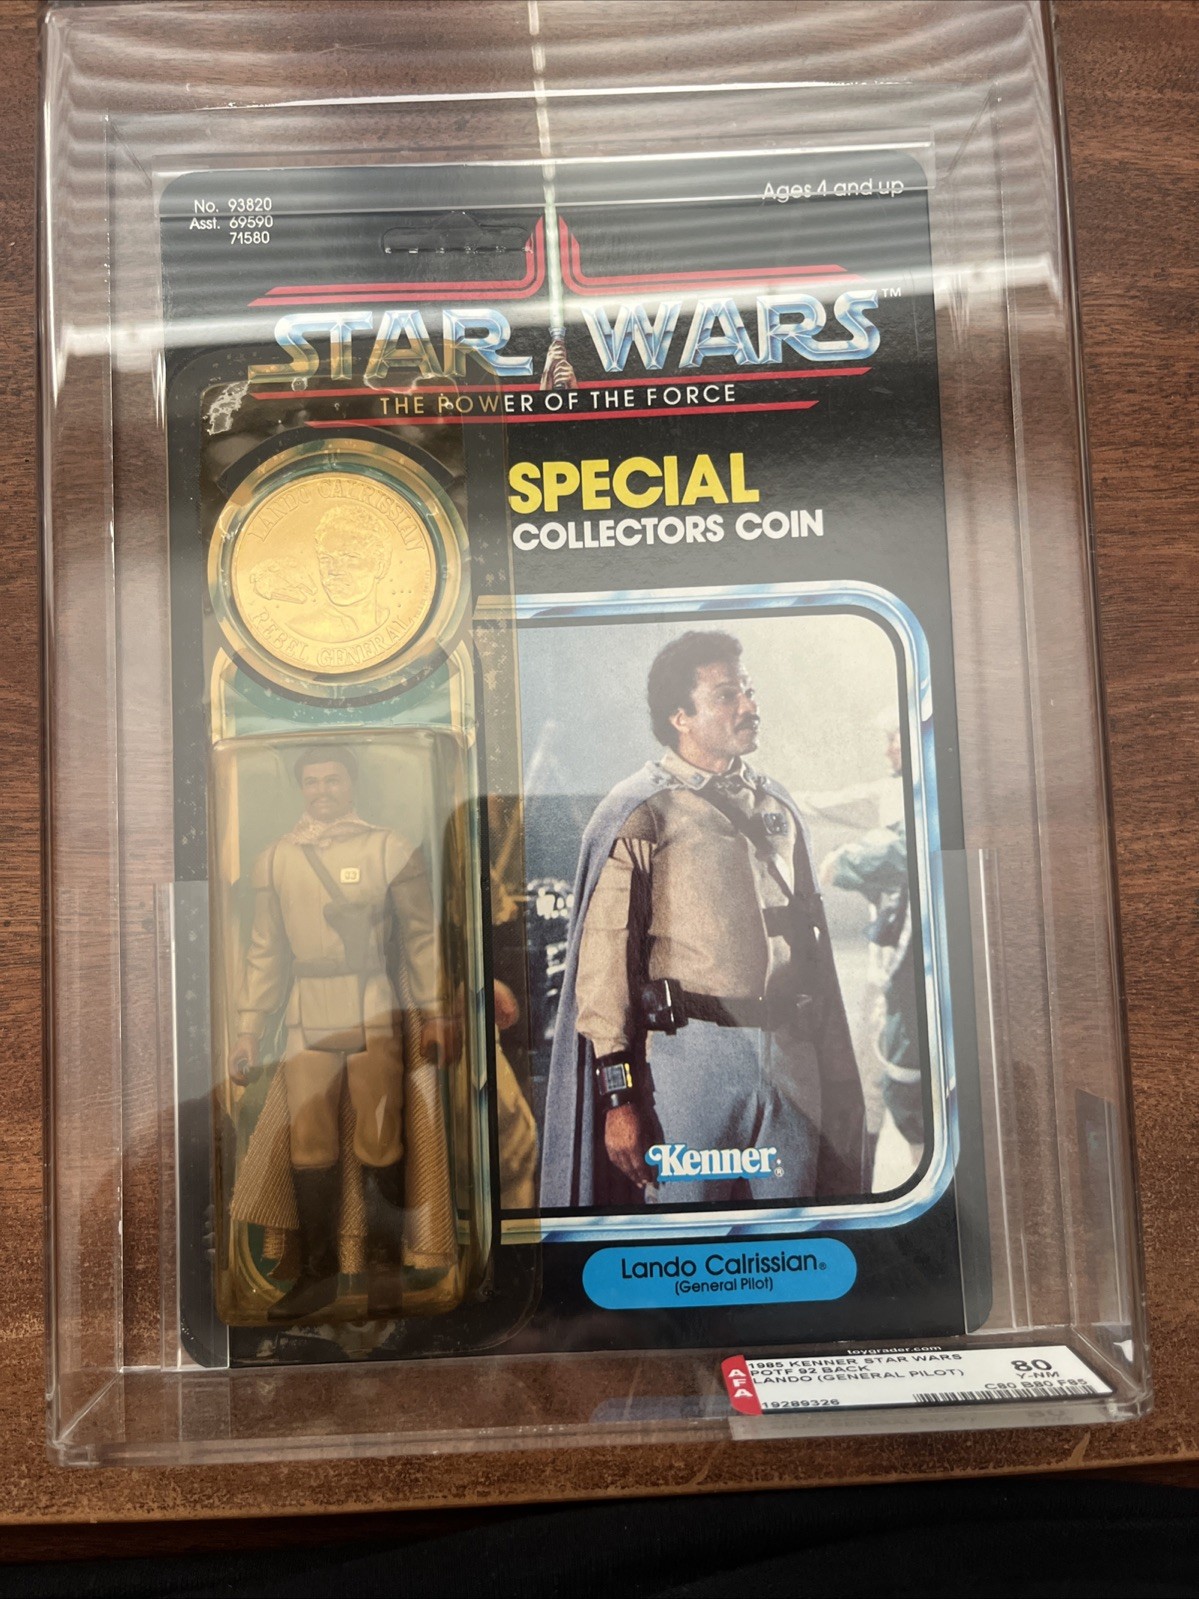 No. 93820
Asst. 69590
71580
Ages 4 and up
STAR WARS™
THE POWER OF THE FORCE
SPECIAL
COLLECTORS COIN
LANDO CALRISSIAN
REBEL GENERAL
Kenner®
Lando Calrissian®
(General Pilot)
toygrader.com
AFA
1985 KENNER STAR WARS
POTF 92 BACK
LANDO (GENERAL PILOT)
19289326
80
Y-NM
C80 B80 F85